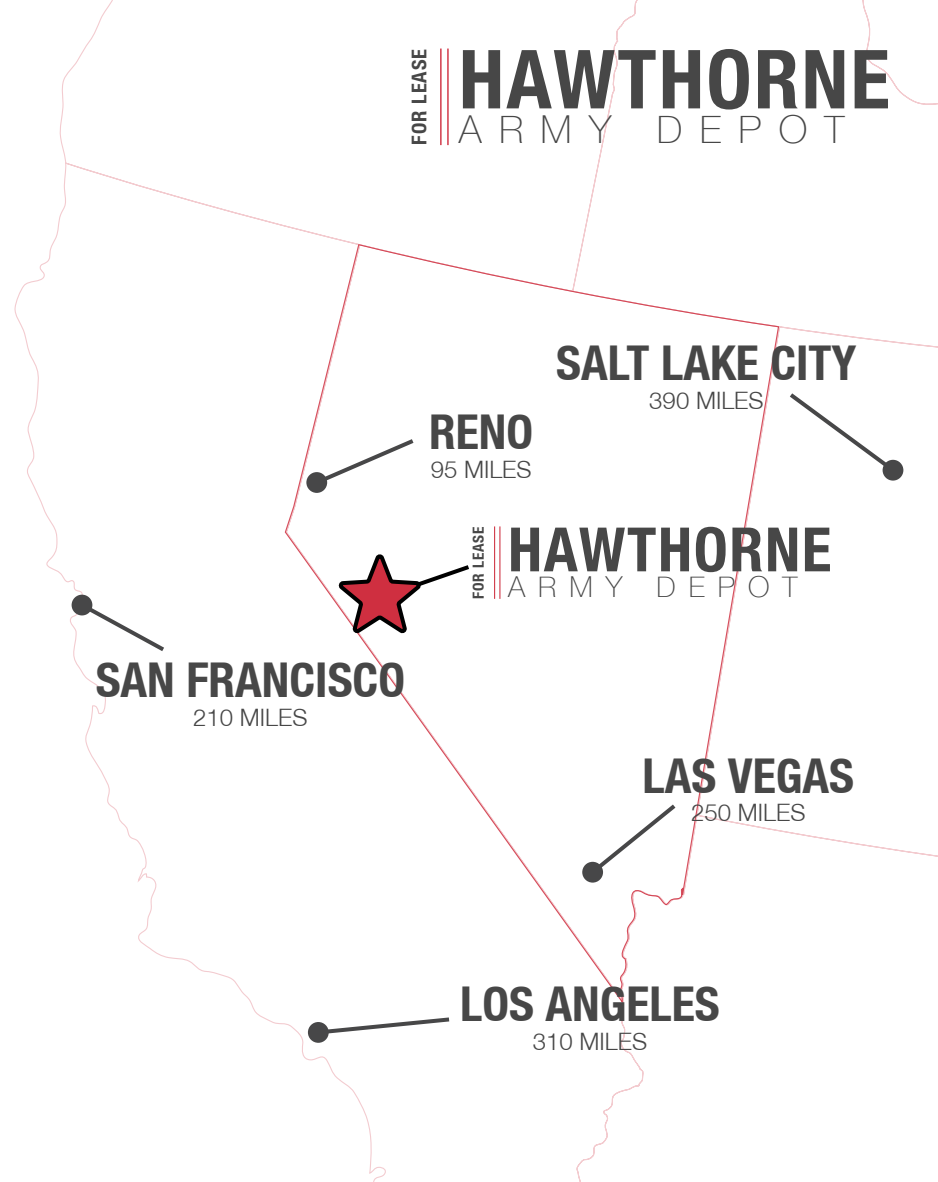 FOR LEASE
HAWTHORNE
ARMY DEPOT
SALT LAKE CITY
390 MILES
RENO
95 MILES
FOR LEASE
HAWTHORNE
ARMY DEPOT
SAN FRANCISCO
210 MILES
LAS VEGAS
250 MILES
LOS ANGELES
310 MILES